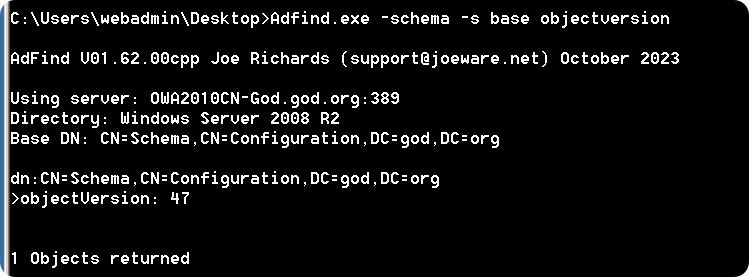 C:\Users\webadmin\Desktop>Adfind.exe -schema -s base objectversion
AdFind V01.62.00cpp Joe Richards (support@joeware.net) October 2023
Using server: OWA2010CN-God.god.org:389
Directory: Windows Server 2008 R2
Base DN: CN=Schema,CN=Configuration,DC=god,DC=org
dn:CN=Schema,CN=Configuration,DC=god,DC=org
>objectVersion: 47
1 Objects returned